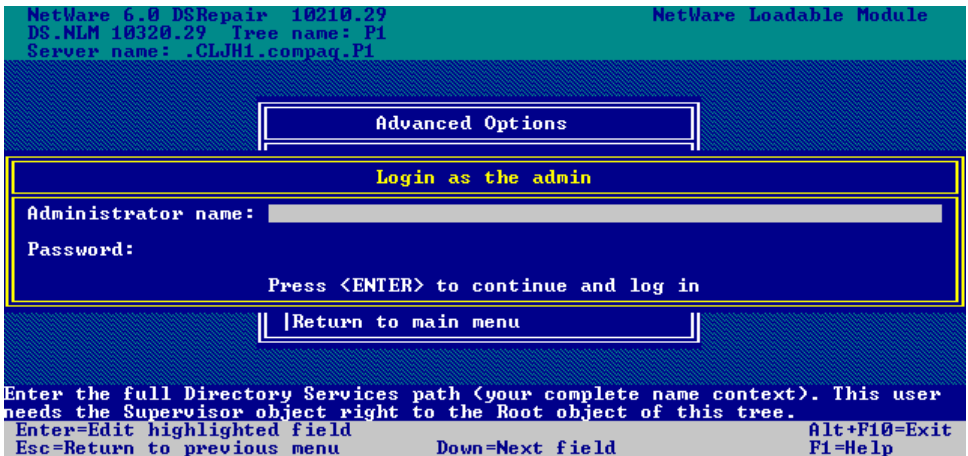 NetWare 6.0 DSRepair 10210.29 NetWare Loadable Module
DS.NLM 10320.29 Tree name: P1
Server name: .CLJH1.compaq.P1
Advanced Options
Login as the admin
Administrator name:
Password:
Press <ENTER> to continue and log in
|Return to main menu
Enter the full Directory Services path (your complete name context). This user
needs the Supervisor object right to the Root object of this tree.
Enter=Edit highlighted field Alt+F10=Exit
Esc=Return to previous menu Down=Next field F1=Help